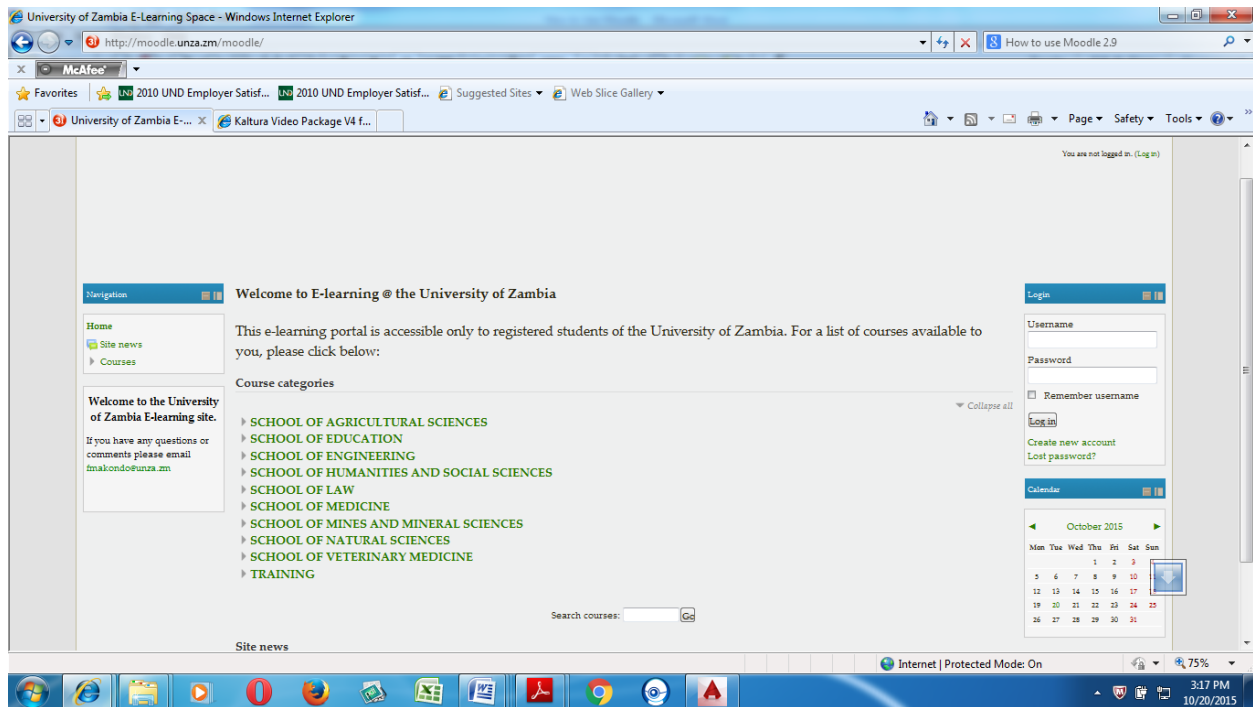 University of Zambia E-Learning Space - Windows Internet Explorer
http://moodle.unza.zm/moodle/
How to use Moodle 2.9
X McAfee
Favorites 2010 UND Employer Satisf... 2010 UND Employer Satisf... Suggested Sites Web Slice Gallery
University of Zambia E-... X Kaltura Video Package V4 f...
Page Safety Tools
You are not logged in. (Log in)
Navigation
Home
Site news
Courses
Welcome to the University
of Zambia E-learning site.
If you have any questions or
comments please email
fmakondo@unza.zm
Welcome to E-learning @ the University of Zambia
This e-learning portal is accessible only to registered students of the University of Zambia. For a list of courses available to
you, please click below:
Course categories
Collapse all
SCHOOL OF AGRICULTURAL SCIENCES
SCHOOL OF EDUCATION
SCHOOL OF ENGINEERING
SCHOOL OF HUMANITIES AND SOCIAL SCIENCES
SCHOOL OF LAW
SCHOOL OF MEDICINE
SCHOOL OF MINES AND MINERAL SCIENCES
SCHOOL OF NATURAL SCIENCES
SCHOOL OF VETERINARY MEDICINE
TRAINING
Search courses: Go
Site news
Login
Username
Password
Remember username
Log in
Create new account
Lost password?
Calendar
October 2015
Mon Tue Wed Thu Fri Sat Sun
1 2 3
5 6 7 8 9 10
12 13 14 15 16 17
19 20 21 22 23 24 25
26 27 28 29 30 31
Internet | Protected Mode: On
75%
3:17 PM
10/20/2015